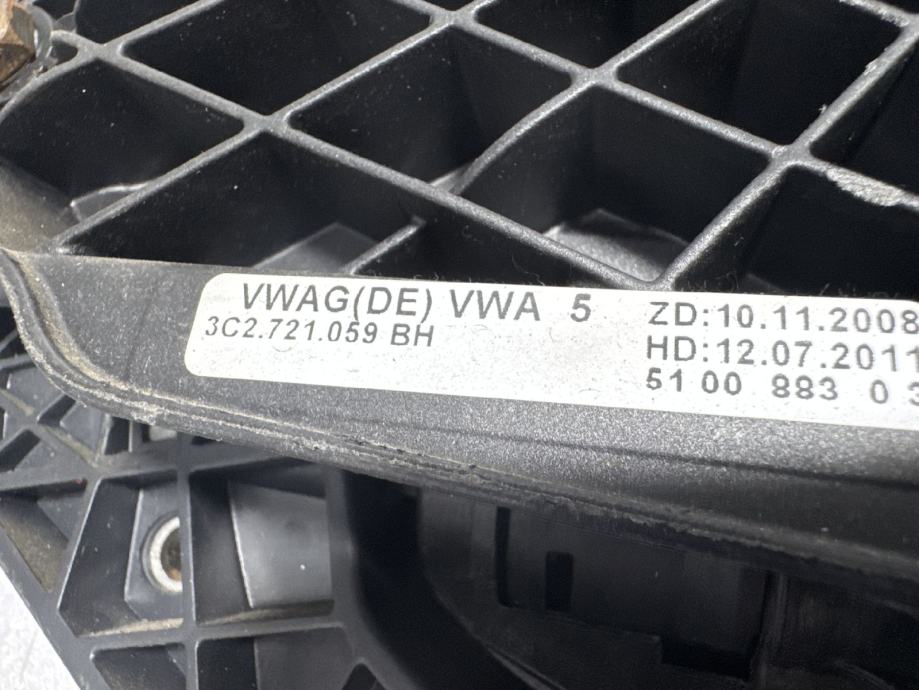 VWAG(DE) VWA 5 ZD:10.11.2008
3C2.721.059 BH HD:12.07.2011
51 00 883 0